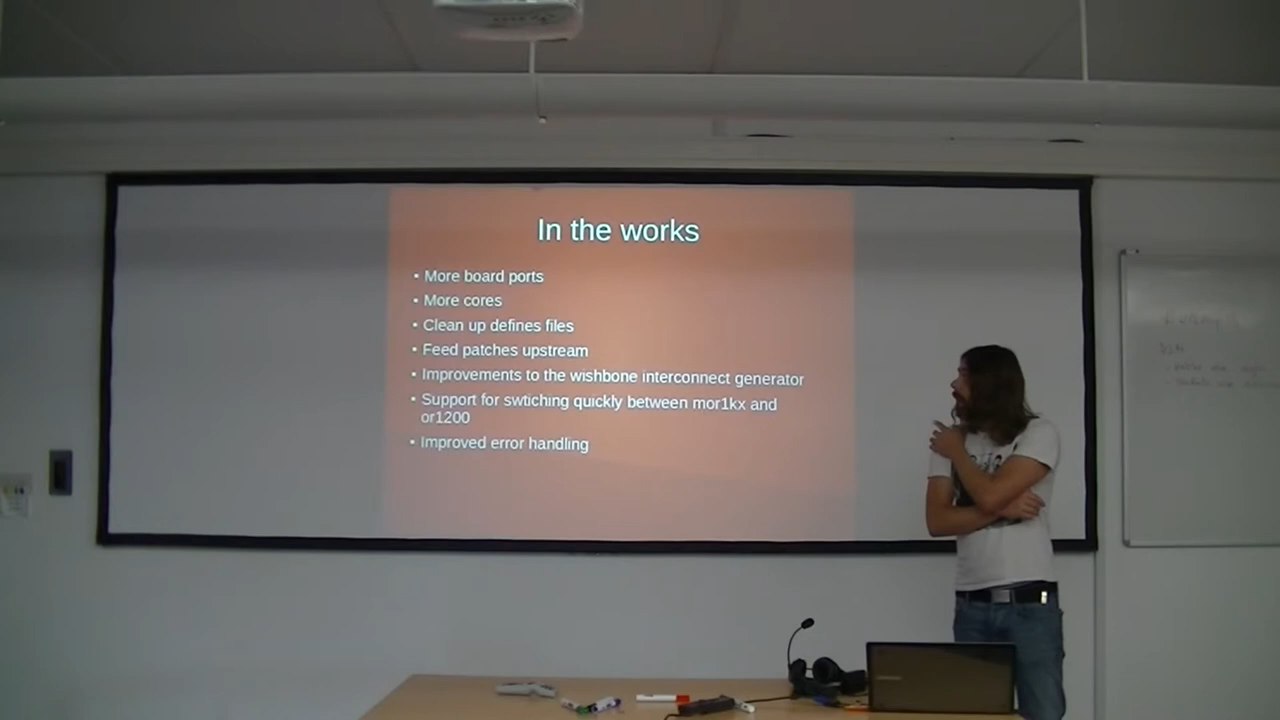 In the works
• More board ports
• More cores
• Clean up defines files
• Feed patches upstream
• Improvements to the wishbone interconnect generator
• Support for swtiching quickly between mor1kx and
or1200
• Improved error handling